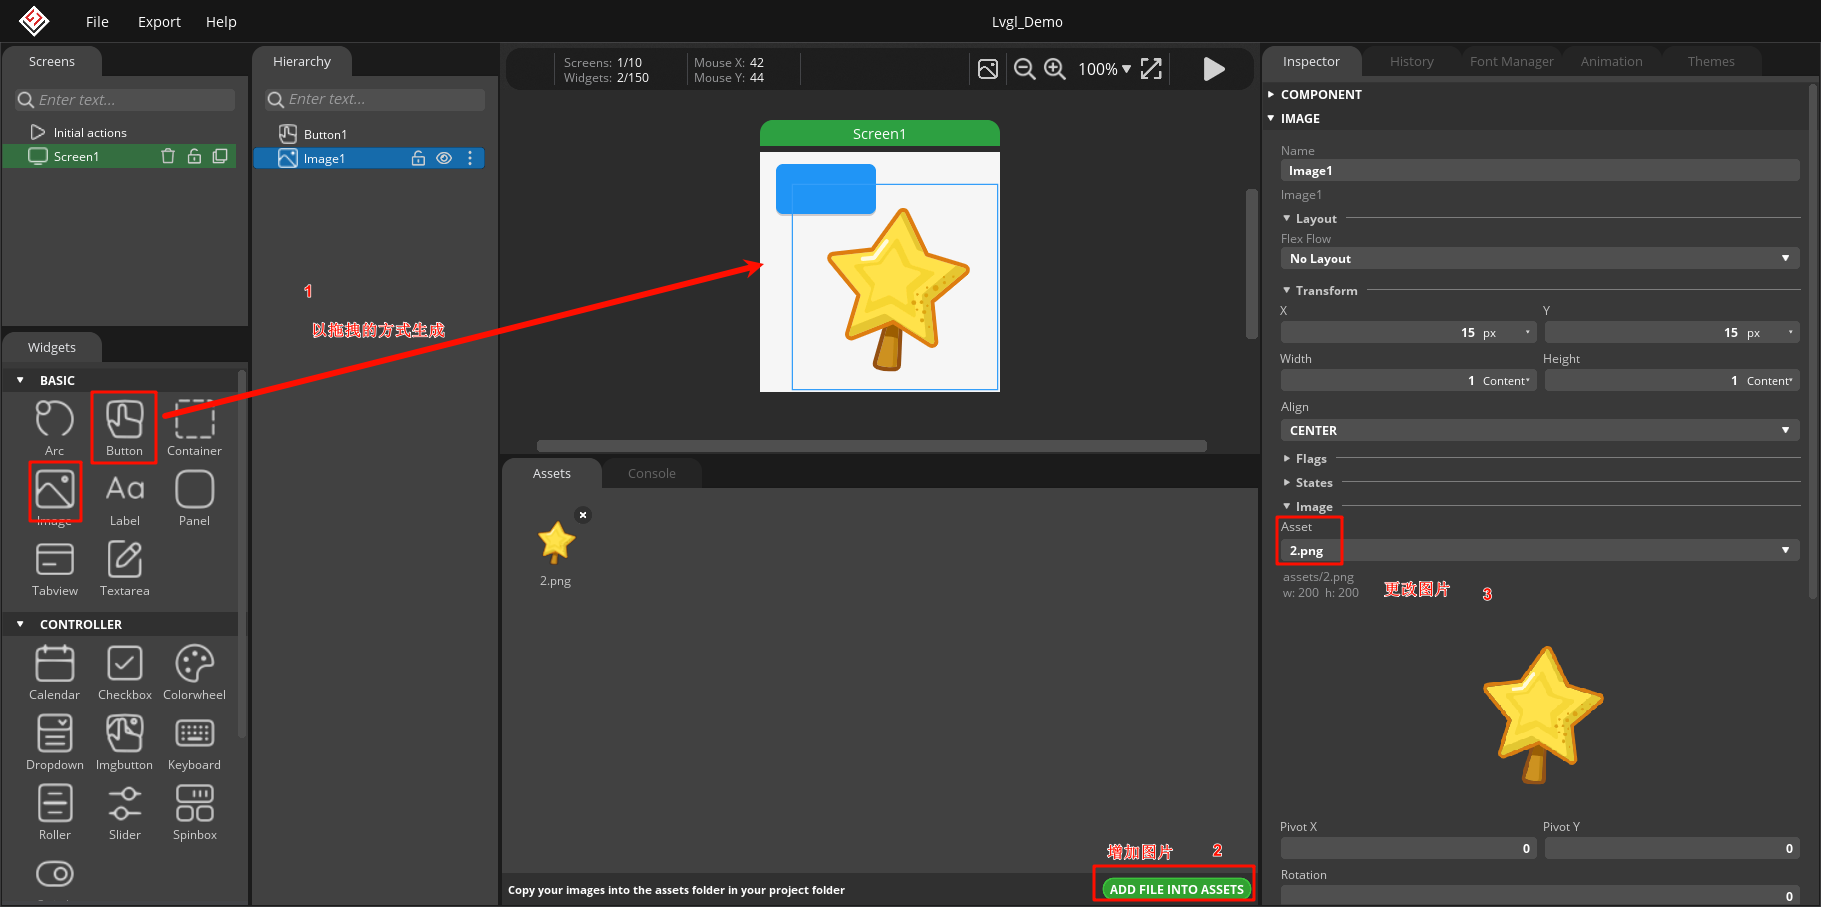 File Export Help
Lvgl_Demo
Screens
Enter text...
Initial actions
Screen1
Hierarchy
Enter text...
Button1
Image1
1
以拖拽的方式生成
Widgets
BASIC
Arc Button Container
Image Label Panel
Tabview Textarea
CONTROLLER
Calendar Checkbox Colorwheel
Dropdown Imgbutton Keyboard
Roller Slider Spinbox
Screens: 1/10
Widgets: 2/150
Mouse X: 42
Mouse Y: 44
100%
Screen1
Assets Console
2.png
增加图片 2
Copy your images into the assets folder in your project folder
ADD FILE INTO ASSETS
Inspector History Font Manager Animation Themes
COMPONENT
IMAGE
Name
Image1
Image1
Layout
Flex Flow
No Layout
Transform
X Y
15 px 15 px
Width Height
1 Content 1 Content
Align
CENTER
Flags
States
Image
Asset
2.png
assets/2.png
w: 200 h: 200
更改图片 3
Pivot X Pivot Y
0 0
Rotation
0